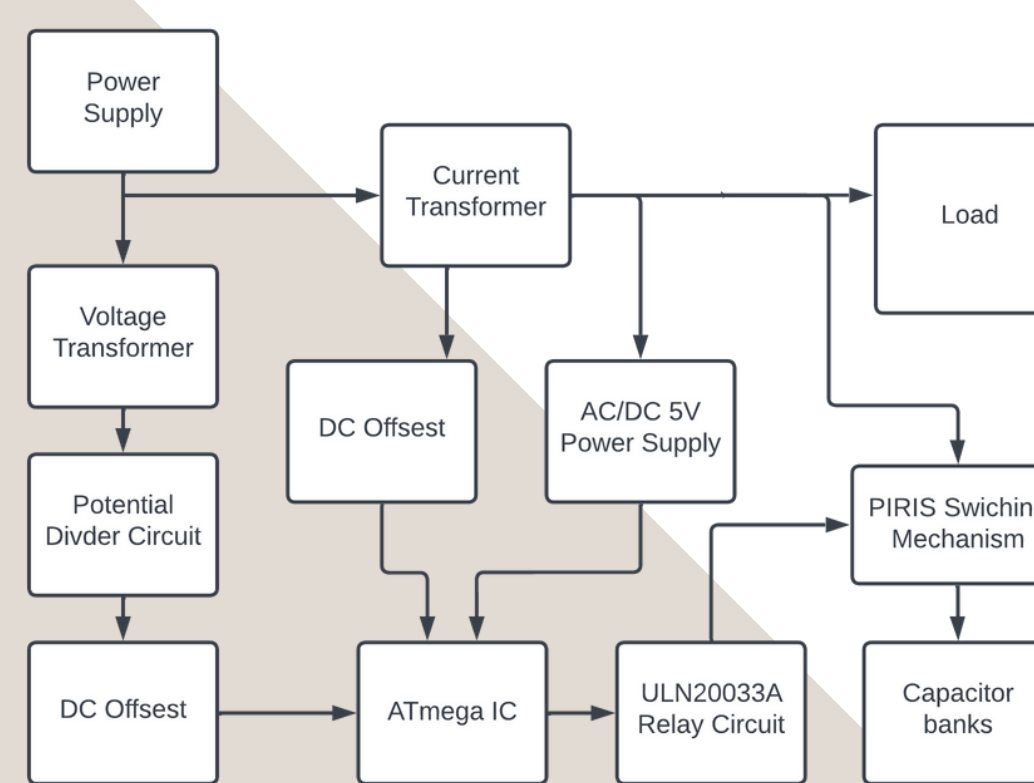 Power
Supply
Current
Transformer
Load
Voltage
Transformer
DC Offsest
AC/DC 5V
Power Supply
Potential
Divder Circuit
PIRIS Swichin
Mechanism
DC Offsest
ATmega IC
ULN20033A
Relay Circuit
Capacitor
banks